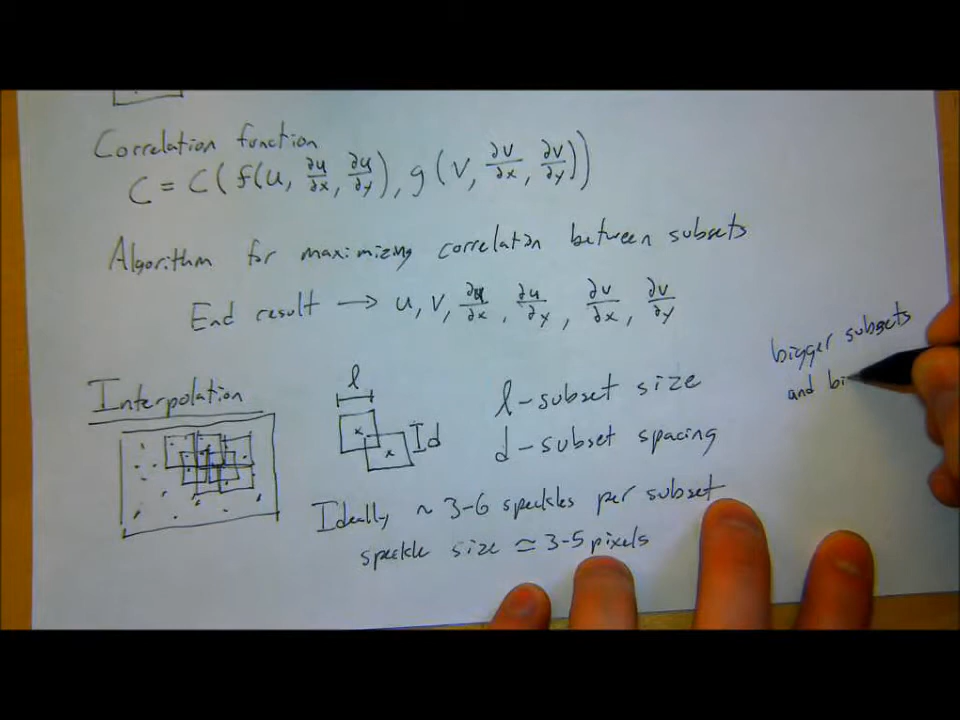 Correlation function
C = C( f(u, ∂u/∂x, ∂u/∂y), g(v, ∂v/∂x, ∂v/∂y))
Algorithm for maximizing correlation between subsets
End result → u, v, ∂u/∂x, ∂u/∂y, ∂v/∂x, ∂v/∂y
Interpolation
l
d
l - subset size
d - subset spacing
Ideally ~ 3-6 speckles per subset
speckle size ≃ 3-5 pixels
bigger subsets
and bi